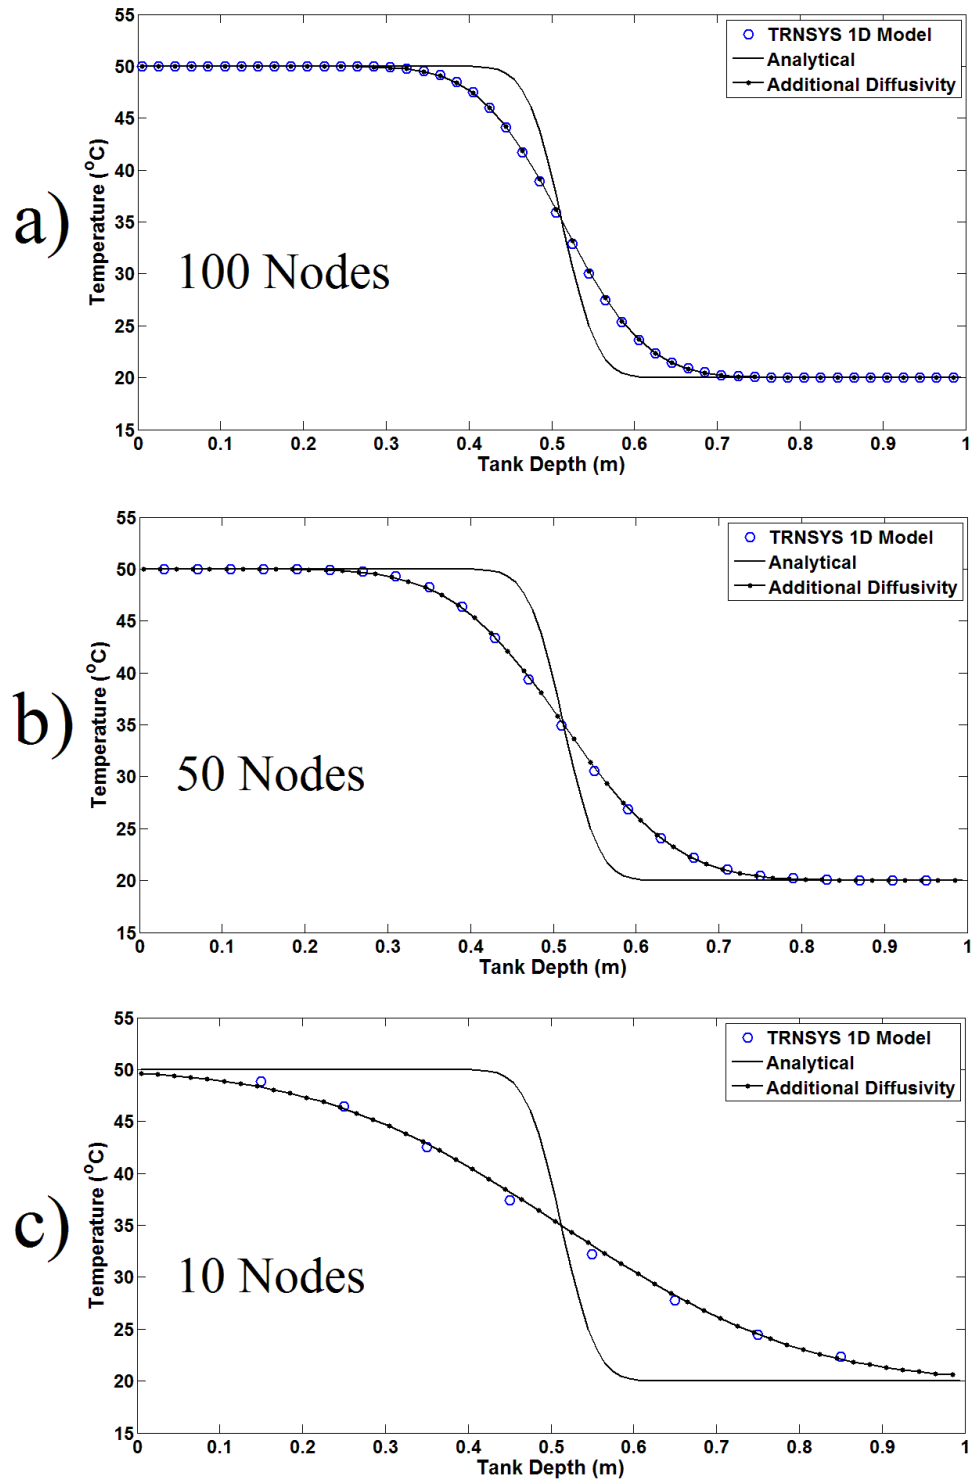 a)
55
50
45
40
35
30
25
20
15
Temperature (°C)
TRNSYS 1D Model
Analytical
Additional Diffusivity
100 Nodes
0 0.1 0.2 0.3 0.4 0.5 0.6 0.7 0.8 0.9 1
Tank Depth (m)
b)
55
50
45
40
35
30
25
20
15
Temperature (°C)
TRNSYS 1D Model
Analytical
Additional Diffusivity
50 Nodes
0 0.1 0.2 0.3 0.4 0.5 0.6 0.7 0.8 0.9 1
Tank Depth (m)
c)
55
50
45
40
35
30
25
20
15
Temperature (°C)
TRNSYS 1D Model
Analytical
Additional Diffusivity
10 Nodes
0 0.1 0.2 0.3 0.4 0.5 0.6 0.7 0.8 0.9 1
Tank Depth (m)